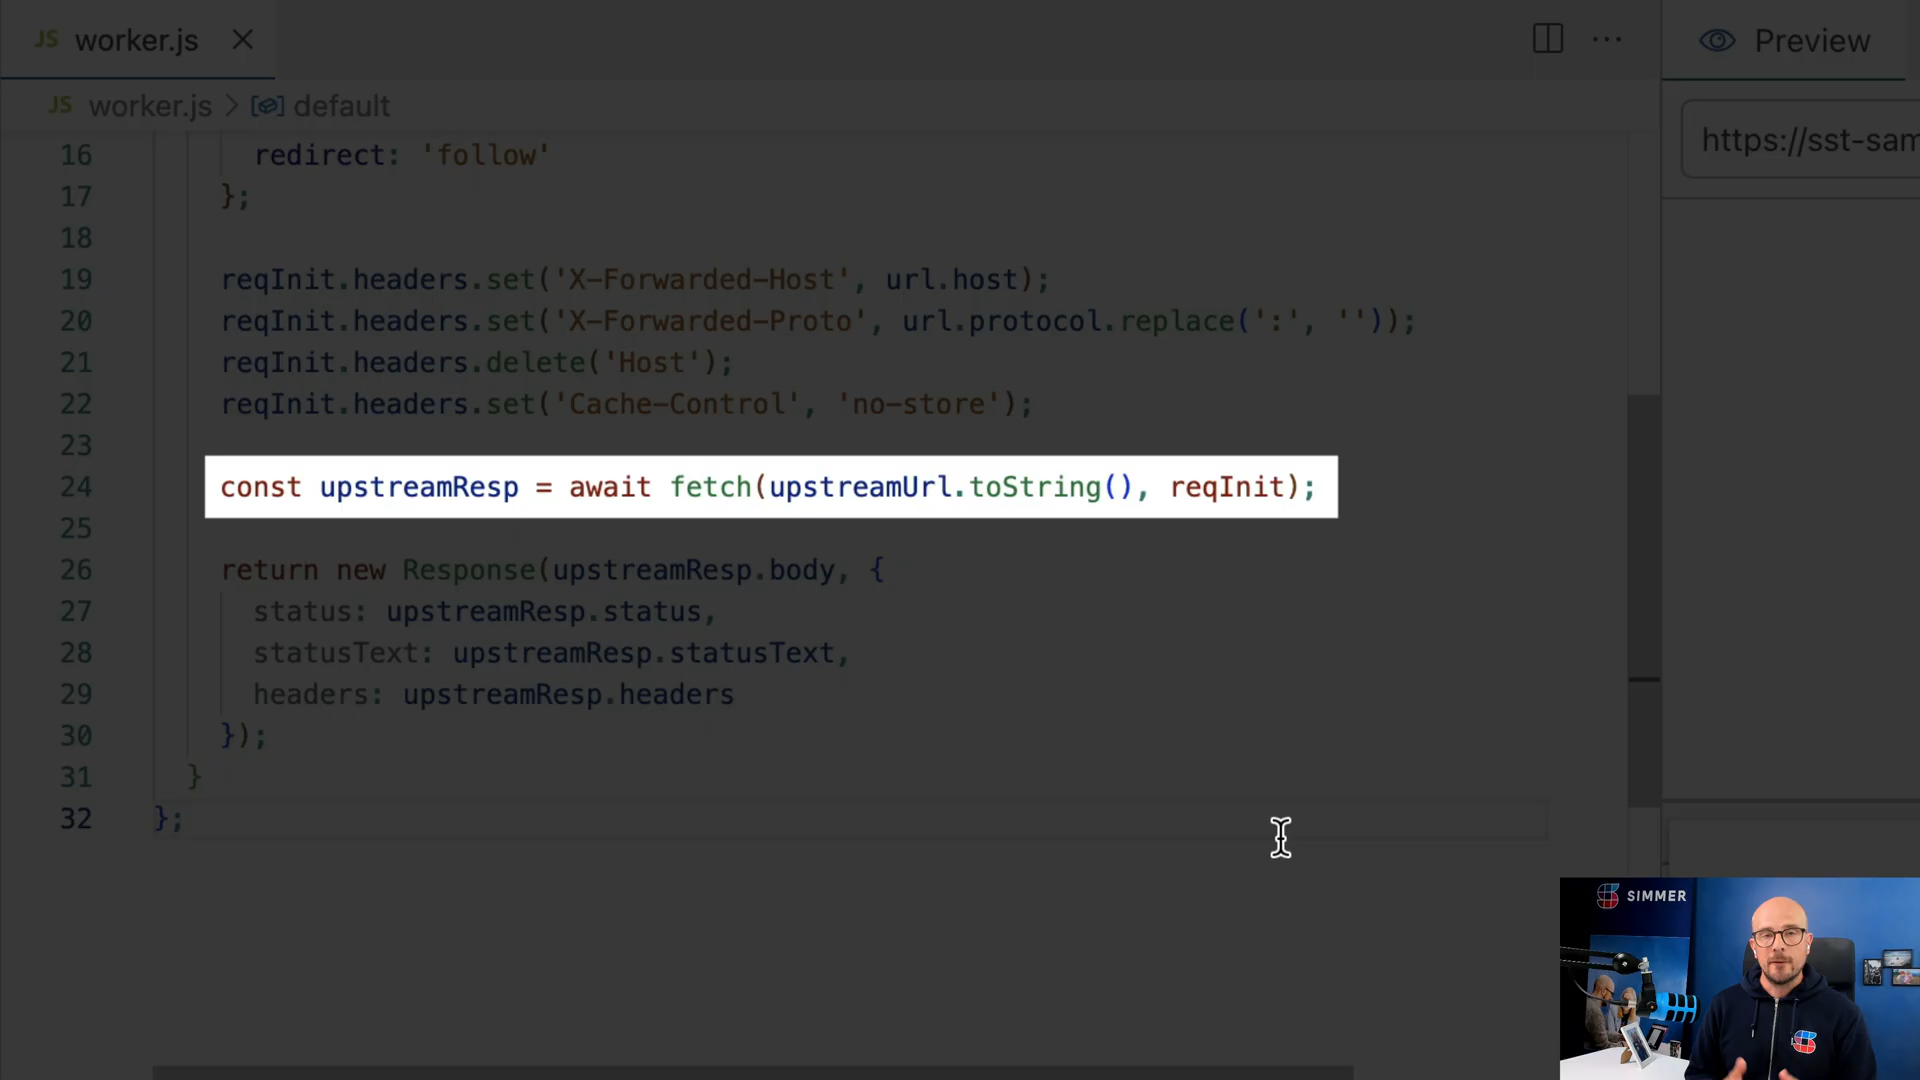 JS worker.js
Preview
JS worker.js > default
https://sst-sam
16 redirect: 'follow'
17 };
18
19 reqInit.headers.set('X-Forwarded-Host', url.host);
20 reqInit.headers.set('X-Forwarded-Proto', url.protocol.replace(':', ''));
21 reqInit.headers.delete('Host');
22 reqInit.headers.set('Cache-Control', 'no-store');
23
24 const upstreamResp = await fetch(upstreamUrl.toString(), reqInit);
25
26 return new Response(upstreamResp.body, {
27 status: upstreamResp.status,
28 statusText: upstreamResp.statusText,
29 headers: upstreamResp.headers
30 });
31 }
32 };
SIMMER